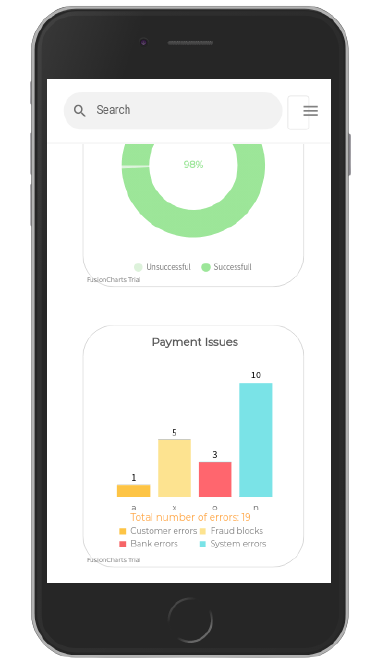 Search
98%
Unsuccessful Successfull
FusionCharts Trial
Payment Issues
10
5
3
1
a x p n
Total number of errors: 19
Customer errors Fraud blocks
Bank errors System errors
FusionCharts Trial